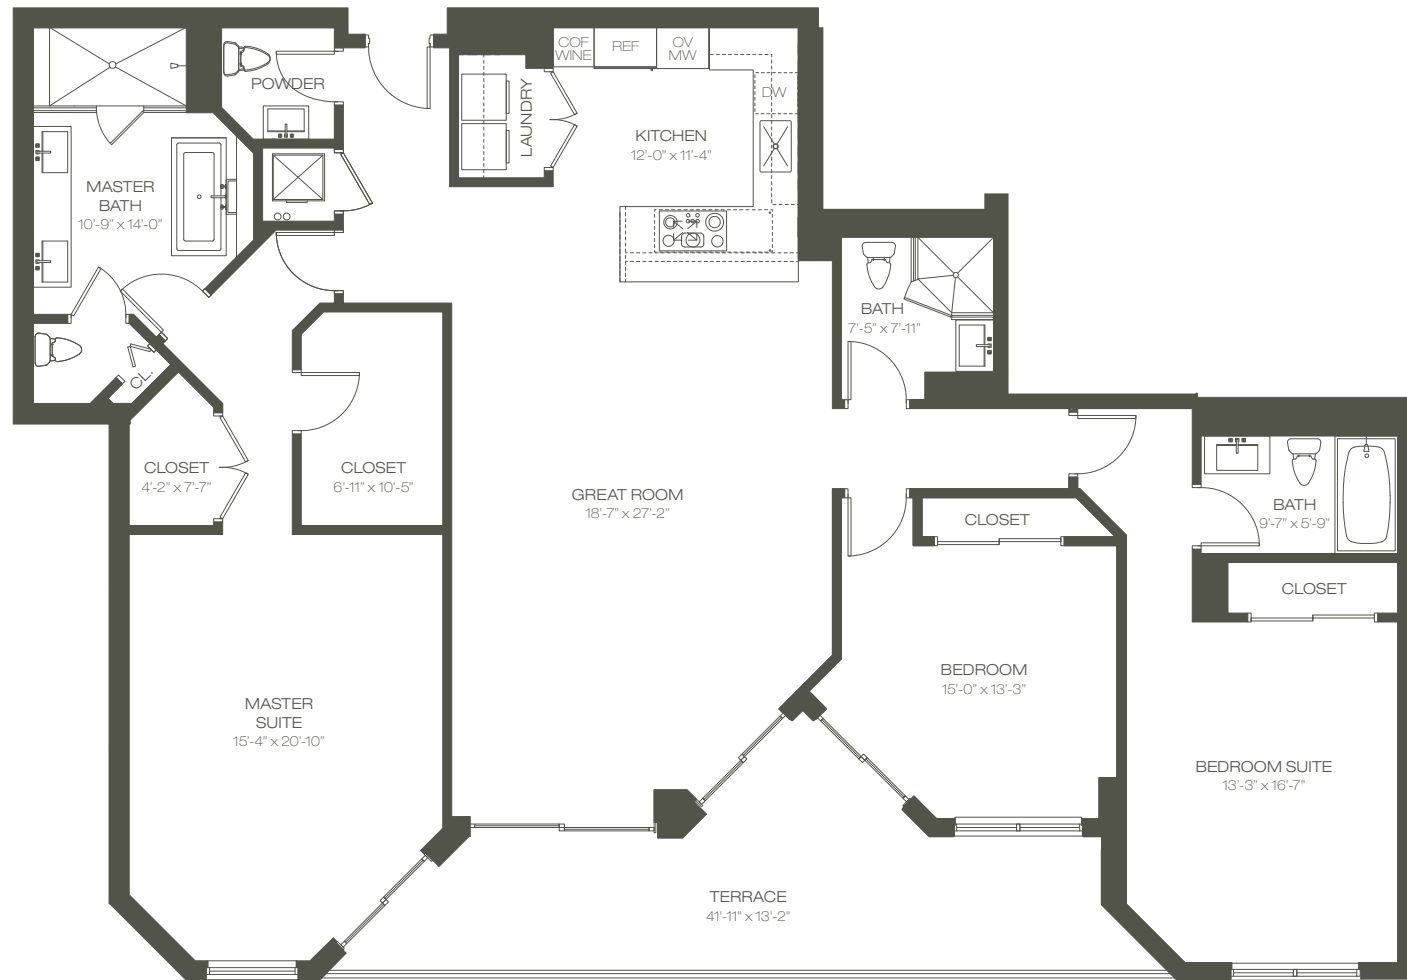 COF
WINE
REF
OV
MW
DW
POWDER
LAUNDRY
KITCHEN
12'-0" x 11'-4"
MASTER
BATH
10'-9" x 14'-0"
BATH
7'-5" x 7'-11"
CL.
CLOSET
4'-2" x 7'-7"
CLOSET
6'-11" x 10'-5"
GREAT ROOM
18'-7" x 27'-2"
CLOSET
BATH
9'-7" x 5'-9"
CLOSET
MASTER
SUITE
15'-4" x 20'-10"
BEDROOM
15'-0" x 13'-3"
BEDROOM SUITE
13'-3" x 16'-7"
TERRACE
41'-11" x 13'-2"